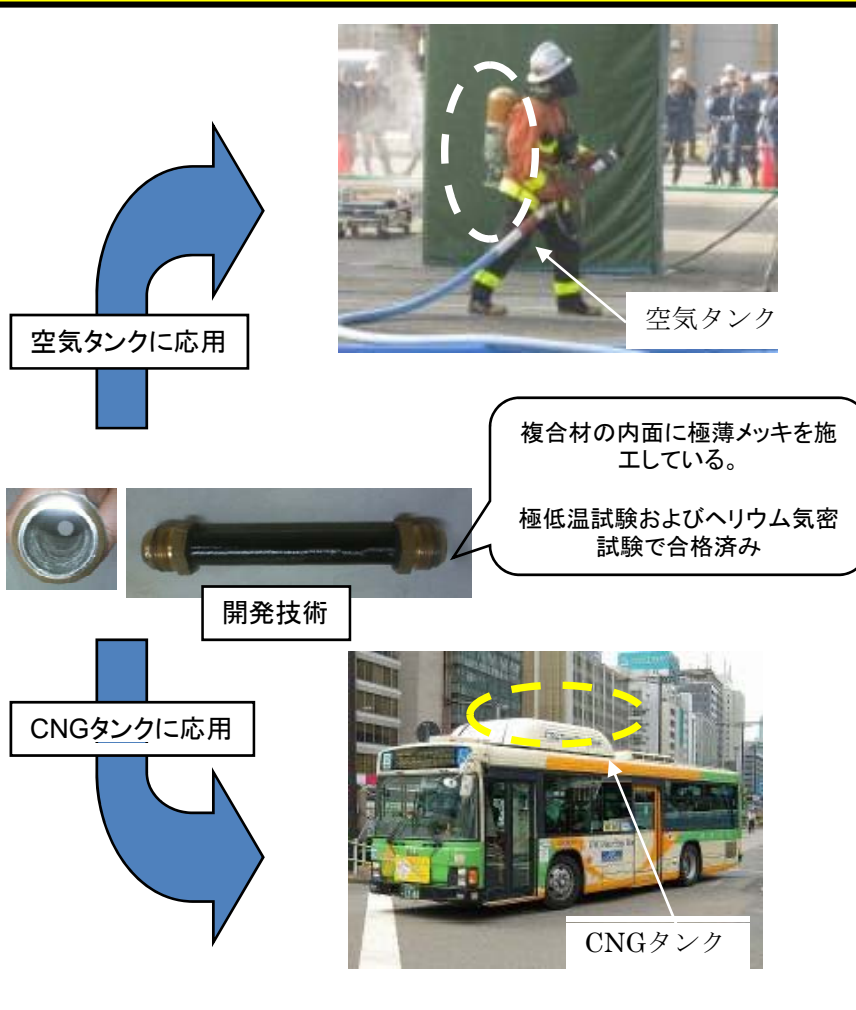 空気タンク
空気タンクに応用
複合材の内面に極薄メッキを施
工している。
極低温試験およびヘリウム気密
試験で合格済み
開発技術
CNGタンクに応用
CNGタンク